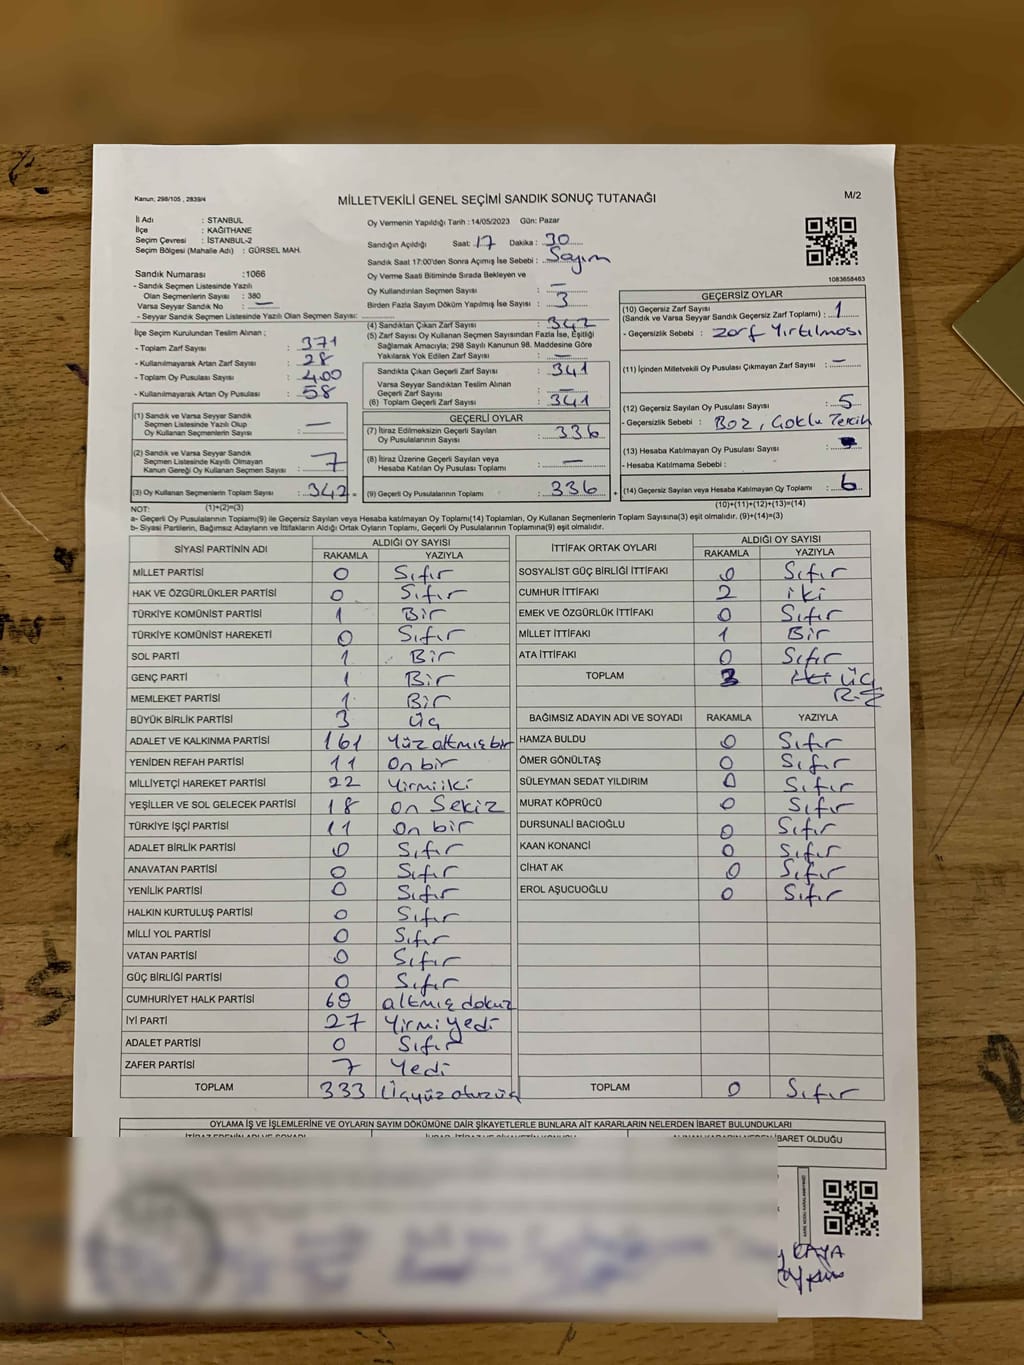 Kanun; 298/105 , 2839/4
MİLLETVEKİLİ GENEL SEÇİMİ SANDIK SONUÇ TUTANAĞI
M/2
İl Adı : STANBUL
İlçe : KAĞITHANE
Seçim Çevresi : İSTANBUL-2
Seçim Bölgesi (Mahalle Adı) : GÜRSEL MAH.
Oy Vermenin Yapıldığı Tarih :14/05/2023 Gün: Pazar
Sandığın Açıldığı Saat: 17 Dakika : 30
Sandık Saat 17:00'den Sonra Açımış İse Sebebi : Sayım
Oy Verme Saati Bitiminde Sırada Bekleyen ve
Oy Kullandırılan Seçmen Sayısı : —
Birden Fazla Sayım Döküm Yapılmış İse Sayısı : 3
1083658463
Sandık Numarası :1066
- Sandık Seçmen Listesinde Yazılı
Olan Seçmenlerin Sayısı : 380
Varsa Seyyar Sandık No : —
- Seyyar Sandık Seçmen Listesinde Yazılı Olan Seçmen Sayısı:
İlçe Seçim Kurulundan Teslim Alınan ;
- Toplam Zarf Sayısı : 371
- Kullanılmayarak Artan Zarf Sayısı : 28
- Toplam Oy Pusulası Sayısı : 400
- Kullanılmayarak Artan Oy Pusulası : 58
(1) Sandık ve Varsa Seyyar Sandık
Seçmen Listesinde Yazılı Olup
Oy Kullanan Seçmenlerin Sayısı : —
(2) Sandık ve Varsa Seyyar Sandık
Seçmen Listesinde Kayıtlı Olmayan
Kanun Gereği Oy Kullanan Seçmen Sayısı : 7
(3) Oy Kullanan Seçmenlerin Toplam Sayısı : 342 =
(1)+(2)=(3)
(4) Sandıktan Çıkan Zarf Sayısı : 342
(5) Zarf Sayısı Oy Kullanan Seçmen Sayısından Fazla İse, Eşitliği
Sağlamak Amacıyla; 298 Sayılı Kanunun 98. Maddesine Göre
Yakılarak Yok Edilen Zarf Sayısı : —
Sandıkta Çıkan Geçerli Zarf Sayısı : 341
Varsa Seyyar Sandıktan Teslim Alınan
Geçerli Zarf Sayısı : —
(6) Toplam Geçerli Zarf Sayısı : 341
GEÇERLİ OYLAR
(7) İtiraz Edilmeksizin Geçerli Sayılan
Oy Pusulalarının Sayısı : 336
(8) İtiraz Üzerine Geçerli Sayılan veya
Hesaba Katılan Oy Pusulası Toplamı : —
(9) Geçerli Oy Pusulalarının Toplamı : 336 +
GEÇERSİZ OYLAR
(10) Geçersiz Zarf Sayısı
(Sandık ve Varsa Seyyar Sandık Geçersiz Zarf Toplamı) : 1
- Geçersizlik Sebebi : Zarf Yırtılması
(11) İçinden Milletvekili Oy Pusulası Çıkmayan Zarf Sayısı : —
(12) Geçersiz Sayılan Oy Pusulası Sayısı : 5
- Geçersizlik Sebebi : Boz, Çoklu Tercih
(13) Hesaba Katılmayan Oy Pusulası Sayısı :
- Hesaba Katılmama Sebebi :
(14) Geçersiz Sayılan veya Hesaba Katılmayan Oy Toplamı : 6
(10)+(11)+(12)+(13)=(14)
NOT:
a- Geçerli Oy Pusulalarının Toplamı(9) ile Geçersiz Sayılan veya Hesaba katılmayan Oy Toplamı(14) Toplamları, Oy Kullanan Seçmenlerin Toplam Sayısına(3) eşit olmalıdır. (9)+(14)=(3)
b- Siyasi Partilerin, Bağımsız Adayların ve İttifakların Aldığı Ortak Oyların Toplamı, Geçerli Oy Pusulalarının Toplamına(9) eşit olmalıdır.
SİYASİ PARTİNİN ADI ALDIĞI OY SAYISI
RAKAMLA YAZIYLA
MİLLET PARTİSİ 0 Sıfır
HAK VE ÖZGÜRLÜKLER PARTİSİ 0 Sıfır
TÜRKİYE KOMÜNİST PARTİSİ 1 Bir
TÜRKİYE KOMÜNİST HAREKETİ 0 Sıfır
SOL PARTİ 1 Bir
GENÇ PARTİ 1 Bir
MEMLEKET PARTİSİ 1 Bir
BÜYÜK BİRLİK PARTİSİ 3 Üç
ADALET VE KALKINMA PARTİSİ 161 Yüz altmış bir
YENİDEN REFAH PARTİSİ 11 On bir
MİLLİYETÇİ HAREKET PARTİSİ 22 Yirmi iki
YEŞİLLER VE SOL GELECEK PARTİSİ 18 On Sekiz
TÜRKİYE İŞÇİ PARTİSİ 11 On bir
ADALET BİRLİK PARTİSİ 0 Sıfır
ANAVATAN PARTİSİ 0 Sıfır
YENİLİK PARTİSİ 0 Sıfır
HALKIN KURTULUŞ PARTİSİ 0 Sıfır
MİLLİ YOL PARTİSİ 0 Sıfır
VATAN PARTİSİ 0 Sıfır
GÜÇ BİRLİĞİ PARTİSİ 0 Sıfır
CUMHURİYET HALK PARTİSİ 69 altmış dokuz
İYİ PARTİ 27 Yirmi yedi
ADALET PARTİSİ 0 Sıfır
ZAFER PARTİSİ 7 Yedi
TOPLAM 333 Üçyüz otuz üç
İTTİFAK ORTAK OYLARI ALDIĞI OY SAYISI
RAKAMLA YAZIYLA
SOSYALİST GÜÇ BİRLİĞİ İTTİFAKI 0 Sıfır
CUMHUR İTTİFAKI 2 iki
EMEK VE ÖZGÜRLÜK İTTİFAKI 0 Sıfır
MİLLET İTTİFAKI 1 Bir
ATA İTTİFAKI 0 Sıfır
TOPLAM 3 iki Üç
BAĞIMSIZ ADAYIN ADI VE SOYADI RAKAMLA YAZIYLA
HAMZA BULDU 0 Sıfır
ÖMER GÖNÜLTAŞ 0 Sıfır
SÜLEYMAN SEDAT YILDIRIM 0 Sıfır
MURAT KÖPRÜCÜ 0 Sıfır
DURSUNALİ BACIOĞLU 0 Sıfır
KAAN KONANCİ 0 Sıfır
CİHAT AK 0 Sıfır
EROL AŞUCUOĞLU 0 Sıfır
TOPLAM 0 Sıfır
OYLAMA İŞ VE İŞLEMLERİNE VE OYLARIN SAYIM DÖKÜMÜNE DAİR ŞİKAYETLERLE BUNLARA AİT KARARLARIN NELERDEN İBARET BULUNDUKLARI
İBARET OLDUĞU
KAYA